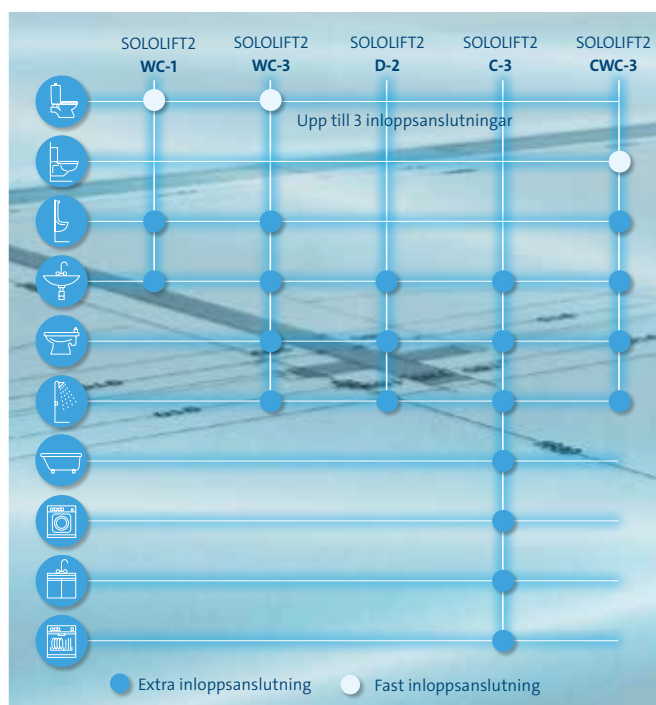 SOLOLIFT2 SOLOLIFT2 SOLOLIFT2 SOLOLIFT2 SOLOLIFT2
WC-1 WC-3 D-2 C-3 CWC-3
Upp till 3 inloppsanslutningar
Extra inloppsanslutning Fast inloppsanslutning